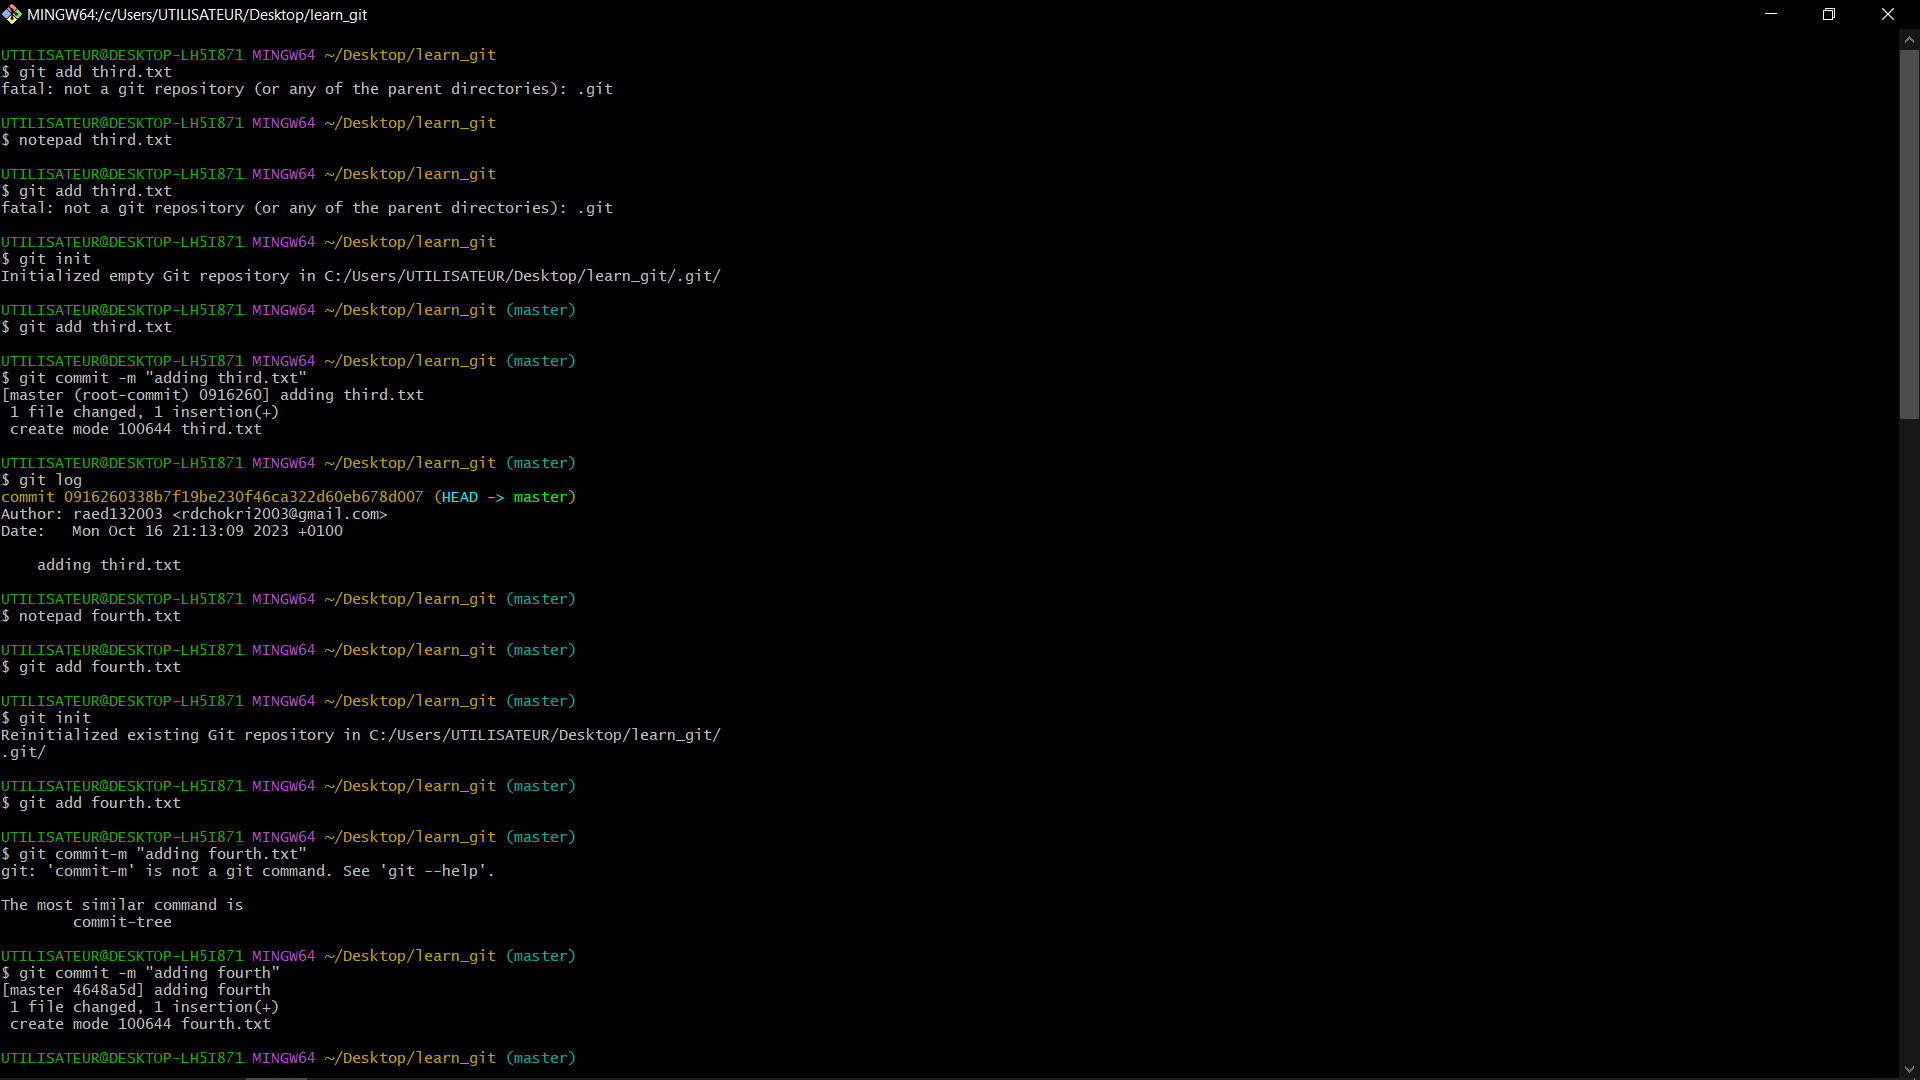 MINGW64:/c/Users/UTILISATEUR/Desktop/learn_git
UTILISATEUR@DESKTOP-LH5I871 MINGW64 ~/Desktop/learn_git
$ git add third.txt
fatal: not a git repository (or any of the parent directories): .git
UTILISATEUR@DESKTOP-LH5I871 MINGW64 ~/Desktop/learn_git
$ notepad third.txt
UTILISATEUR@DESKTOP-LH5I871 MINGW64 ~/Desktop/learn_git
$ git add third.txt
fatal: not a git repository (or any of the parent directories): .git
UTILISATEUR@DESKTOP-LH5I871 MINGW64 ~/Desktop/learn_git
$ git init
Initialized empty Git repository in C:/Users/UTILISATEUR/Desktop/learn_git/.git/
UTILISATEUR@DESKTOP-LH5I871 MINGW64 ~/Desktop/learn_git (master)
$ git add third.txt
UTILISATEUR@DESKTOP-LH5I871 MINGW64 ~/Desktop/learn_git (master)
$ git commit -m "adding third.txt"
[master (root-commit) 0916260] adding third.txt
1 file changed, 1 insertion(+)
create mode 100644 third.txt
UTILISATEUR@DESKTOP-LH5I871 MINGW64 ~/Desktop/learn_git (master)
$ git log
commit 0916260338b7f19be230f46ca322d60eb678d007 (HEAD -> master)
Author: raed132003 <rdchokri2003@gmail.com>
Date:   Mon Oct 16 21:13:09 2023 +0100
adding third.txt
UTILISATEUR@DESKTOP-LH5I871 MINGW64 ~/Desktop/learn_git (master)
$ notepad fourth.txt
UTILISATEUR@DESKTOP-LH5I871 MINGW64 ~/Desktop/learn_git (master)
$ git add fourth.txt
UTILISATEUR@DESKTOP-LH5I871 MINGW64 ~/Desktop/learn_git (master)
$ git init
Reinitialized existing Git repository in C:/Users/UTILISATEUR/Desktop/learn_git/
.git/
UTILISATEUR@DESKTOP-LH5I871 MINGW64 ~/Desktop/learn_git (master)
$ git add fourth.txt
UTILISATEUR@DESKTOP-LH5I871 MINGW64 ~/Desktop/learn_git (master)
$ git commit-m "adding fourth.txt"
git: 'commit-m' is not a git command. See 'git --help'.
The most similar command is
commit-tree
UTILISATEUR@DESKTOP-LH5I871 MINGW64 ~/Desktop/learn_git (master)
$ git commit -m "adding fourth"
[master 4648a5d] adding fourth
1 file changed, 1 insertion(+)
create mode 100644 fourth.txt
UTILISATEUR@DESKTOP-LH5I871 MINGW64 ~/Desktop/learn_git (master)